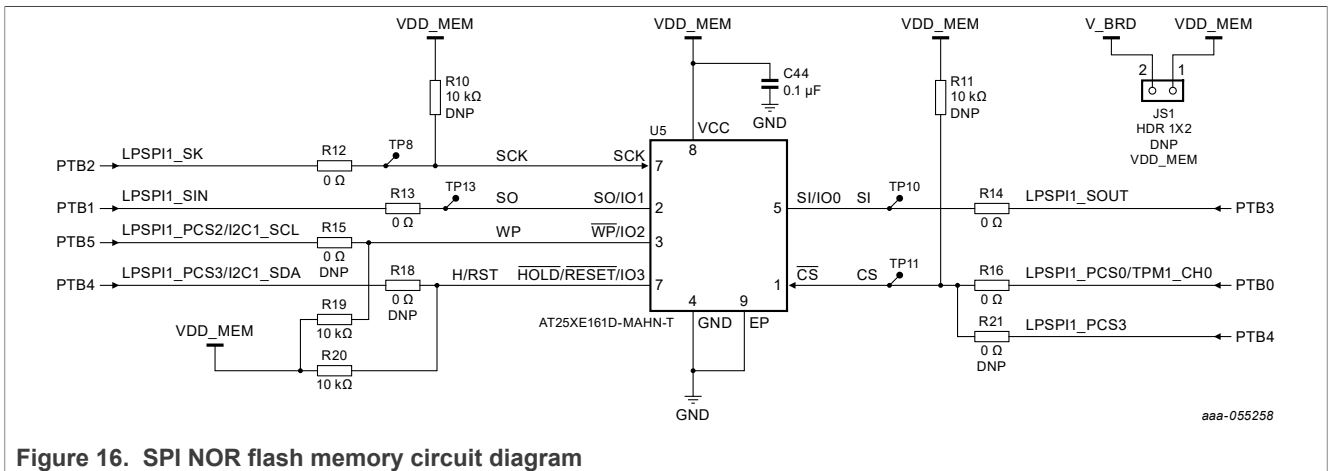 VDD_MEM VDD_MEM VDD_MEM V_BRD VDD_MEM
R10
10 kΩ
DNP
C44
0.1 µF
GND
R11
10 kΩ
DNP
2 1
JS1
HDR 1X2
DNP
VDD_MEM
U5
VCC
8
PTB2 LPSPI1_SK R12 0 Ω TP8 SCK SCK 7
PTB1 LPSPI1_SIN R13 0 Ω TP13 SO SO/IO1 2
PTB5 LPSPI1_PCS2/I2C1_SCL R15 0 Ω DNP WP WP/IO2 3
PTB4 LPSPI1_PCS3/I2C1_SDA R18 0 Ω DNP H/RST HOLD/RESET/IO3 7
5 SI/IO0 SI TP10 R14 0 Ω LPSPI1_SOUT PTB3
1 CS CS TP11 R16 0 Ω LPSPI1_PCS0/TPM1_CH0 PTB0
R21 0 Ω DNP LPSPI1_PCS3 PTB4
VDD_MEM
R19
10 kΩ
R20
10 kΩ
AT25XE161D-MAHN-T
4 9
GND EP
GND
aaa-055258
Figure 16. SPI NOR flash memory circuit diagram